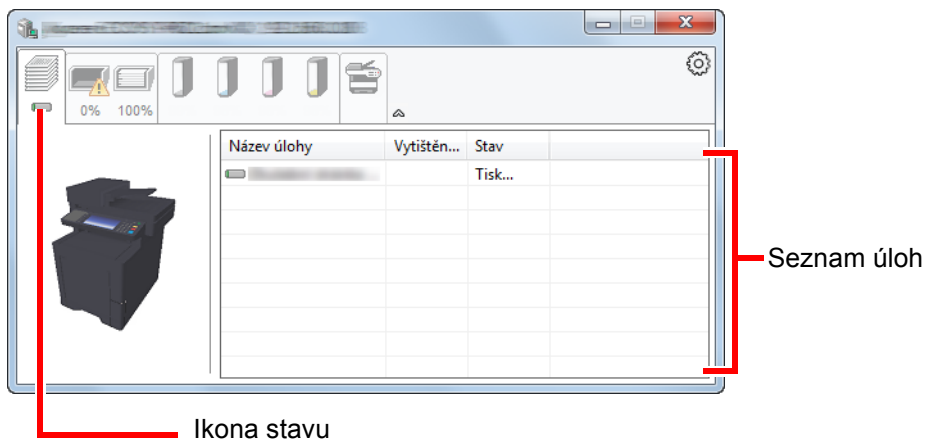 0% 100%
Název úlohy Vytištěn... Stav
Tisk...
Seznam úloh
Ikona stavu